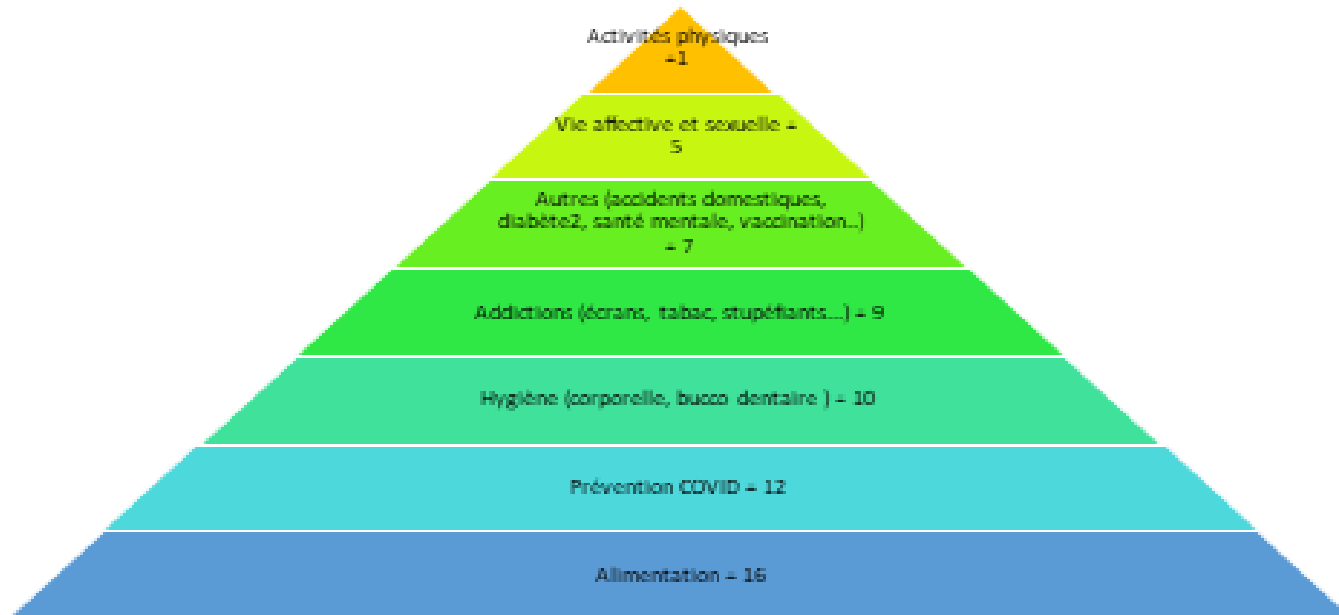 Activités physiques
=1
Vie affective et sexuelle =
5
Autres (accidents domestiques,
diabète2, santé mentale, vaccination…)
= 7
Addictions (écrans, tabac, stupéfiants…) = 9
Hygiène (corporelle, bucco dentaire ) = 10
Prévention COVID = 12
Alimentation = 16